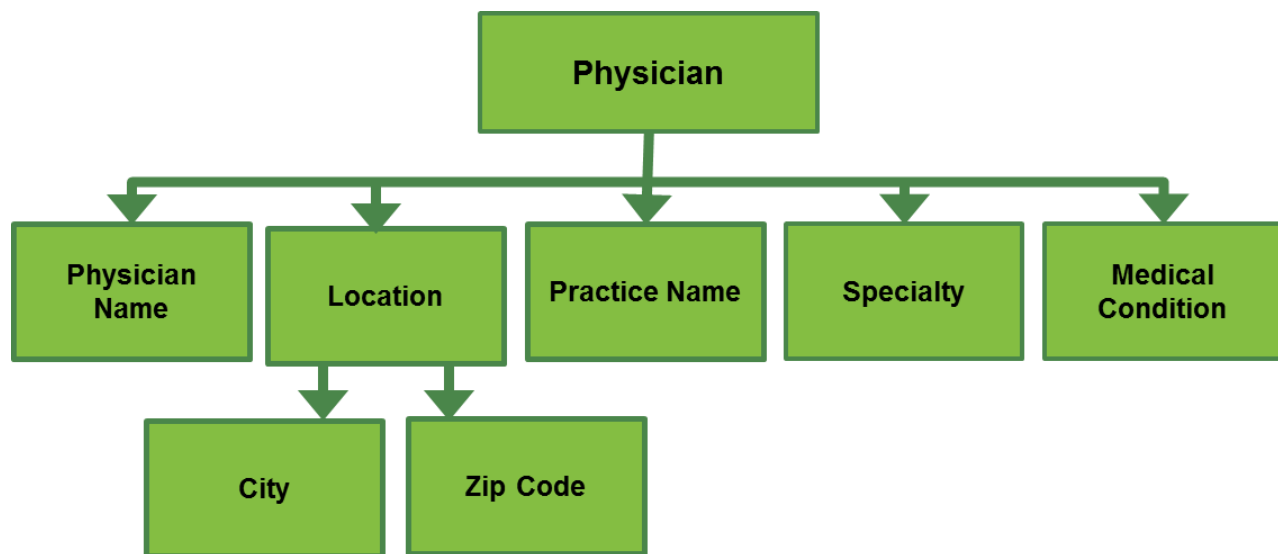 Physician
Physician
Name
Location
Practice Name
Specialty
Medical
Condition
City
Zip Code